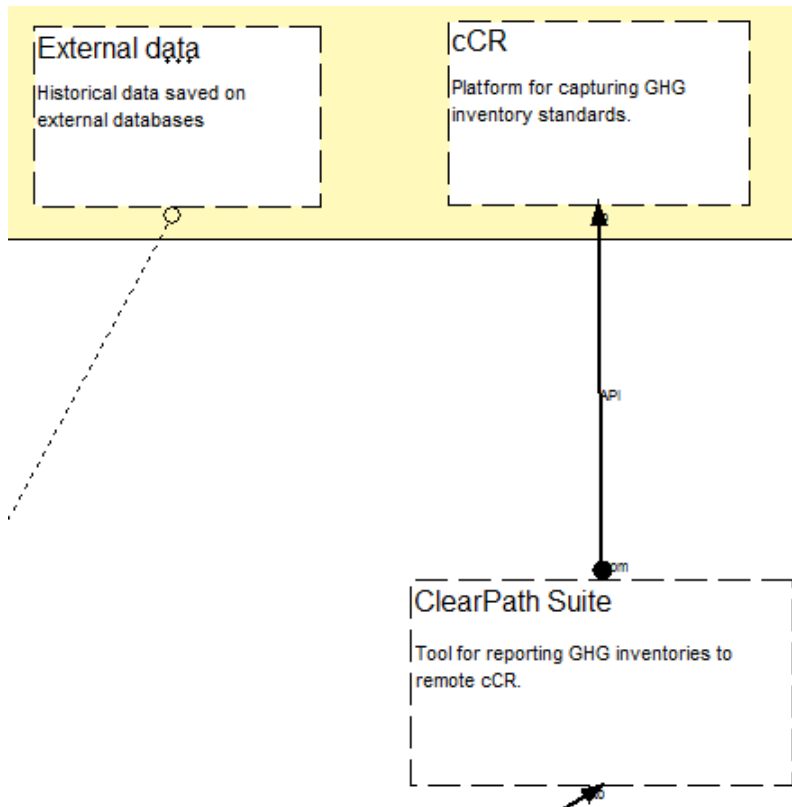 External data
Historical data saved on
external databases
cCR
Platform for capturing GHG
inventory standards.
API
ClearPath Suite
Tool for reporting GHG inventories to
remote cCR.